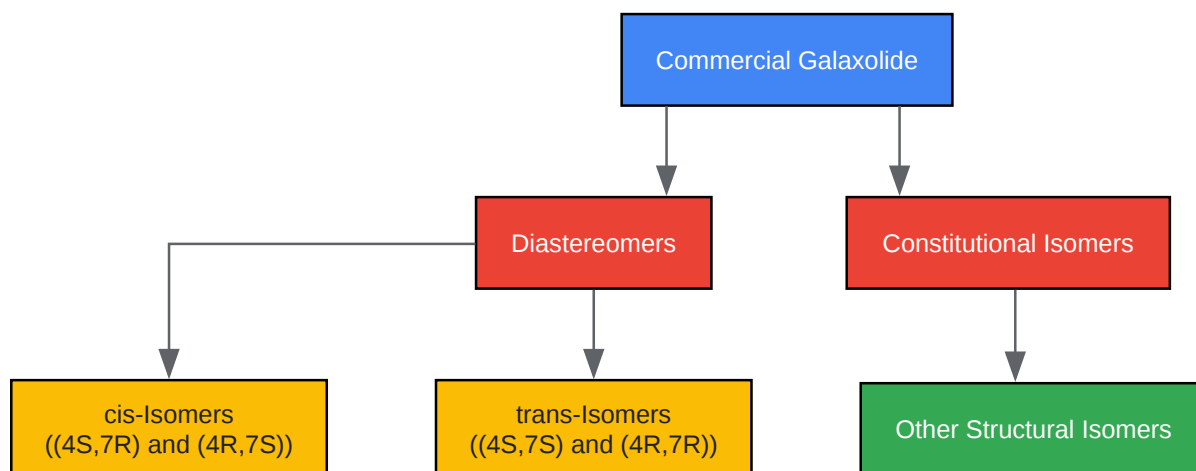 Commercial Galaxolide
Diastereomers
Constitutional Isomers
cis-Isomers
((4S,7R) and (4R,7S))
trans-Isomers
((4S,7S) and (4R,7R))
Other Structural Isomers